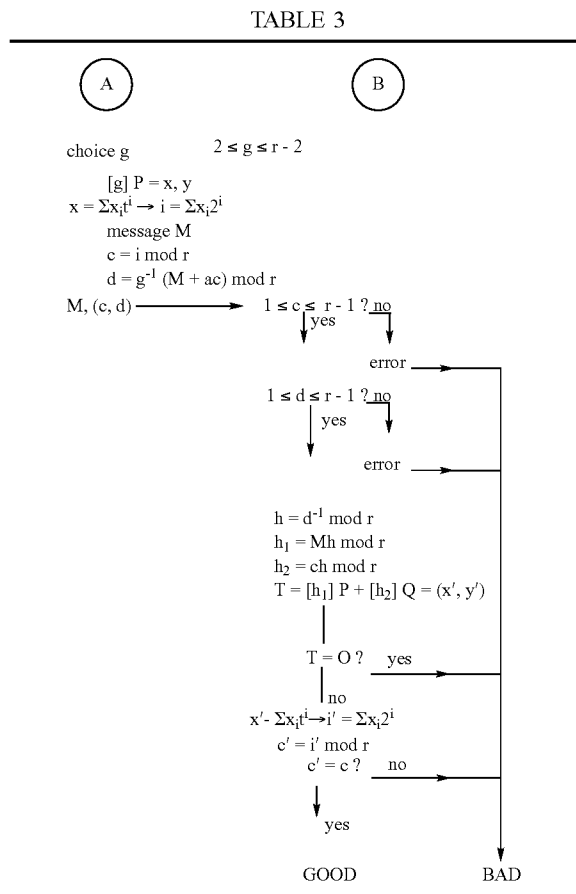 TABLE 3
A B
choice g 2 ≤ g ≤ r - 2
[g] P = x, y
x = Σxᵢtⁱ → i = Σxᵢ2ⁱ
message M
c = i mod r
d = g⁻¹ (M + ac) mod r
M, (c, d) 1 ≤ c ≤ r - 1 ? no
yes
error
1 ≤ d ≤ r - 1 ? no
yes
error
h = d⁻¹ mod r
h₁ = Mh mod r
h₂ = ch mod r
T = [h₁] P + [h₂] Q = (x′, y′)
T = O ? yes
no
x′- Σxᵢtⁱ→i′ = Σxᵢ2ⁱ
c′ = i′ mod r
c′ = c ? no
yes
GOOD BAD